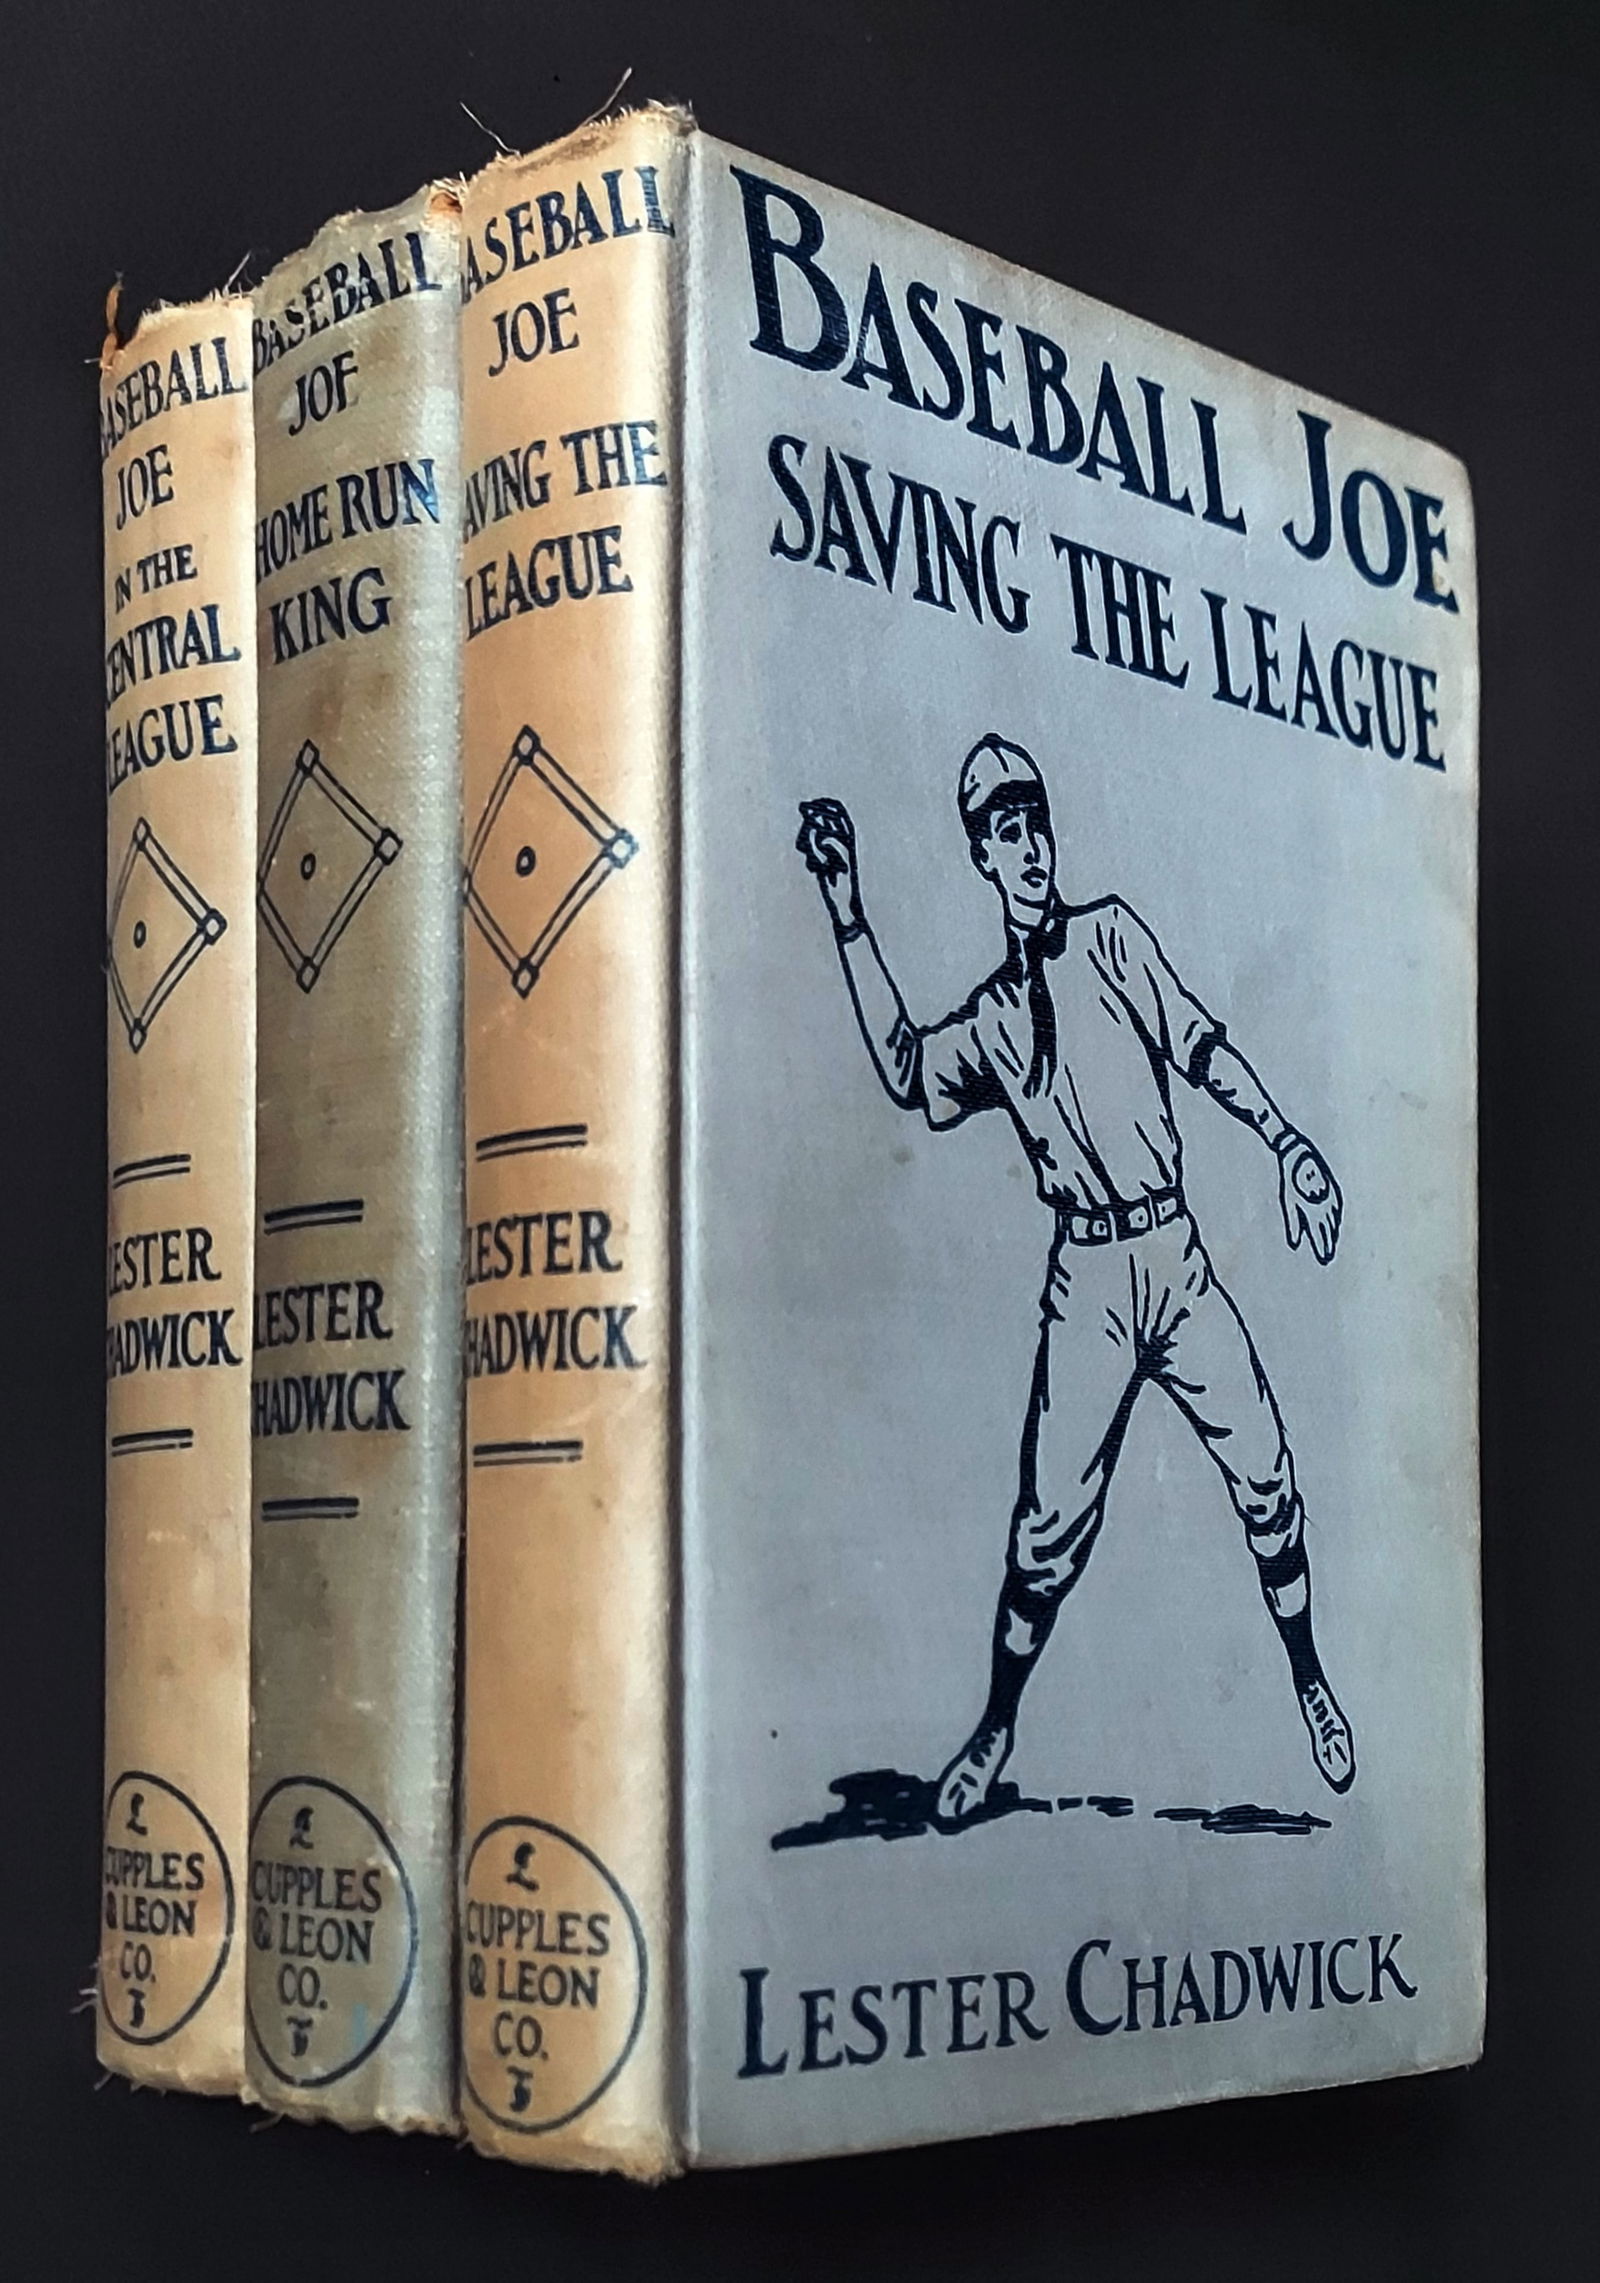 BASEBALL
JOE
IN THE
CENTRAL
LEAGUE
LESTER
CHADWICK
CUPPLES
& LEON
CO.
BASEBALL
JOE
HOME RUN
KING
LESTER
CHADWICK
CUPPLES
& LEON
CO.
BASEBALL
JOE
SAVING THE
LEAGUE
LESTER
CHADWICK
CUPPLES
& LEON
CO.
BASEBALL JOE
SAVING THE LEAGUE
LESTER CHADWICK